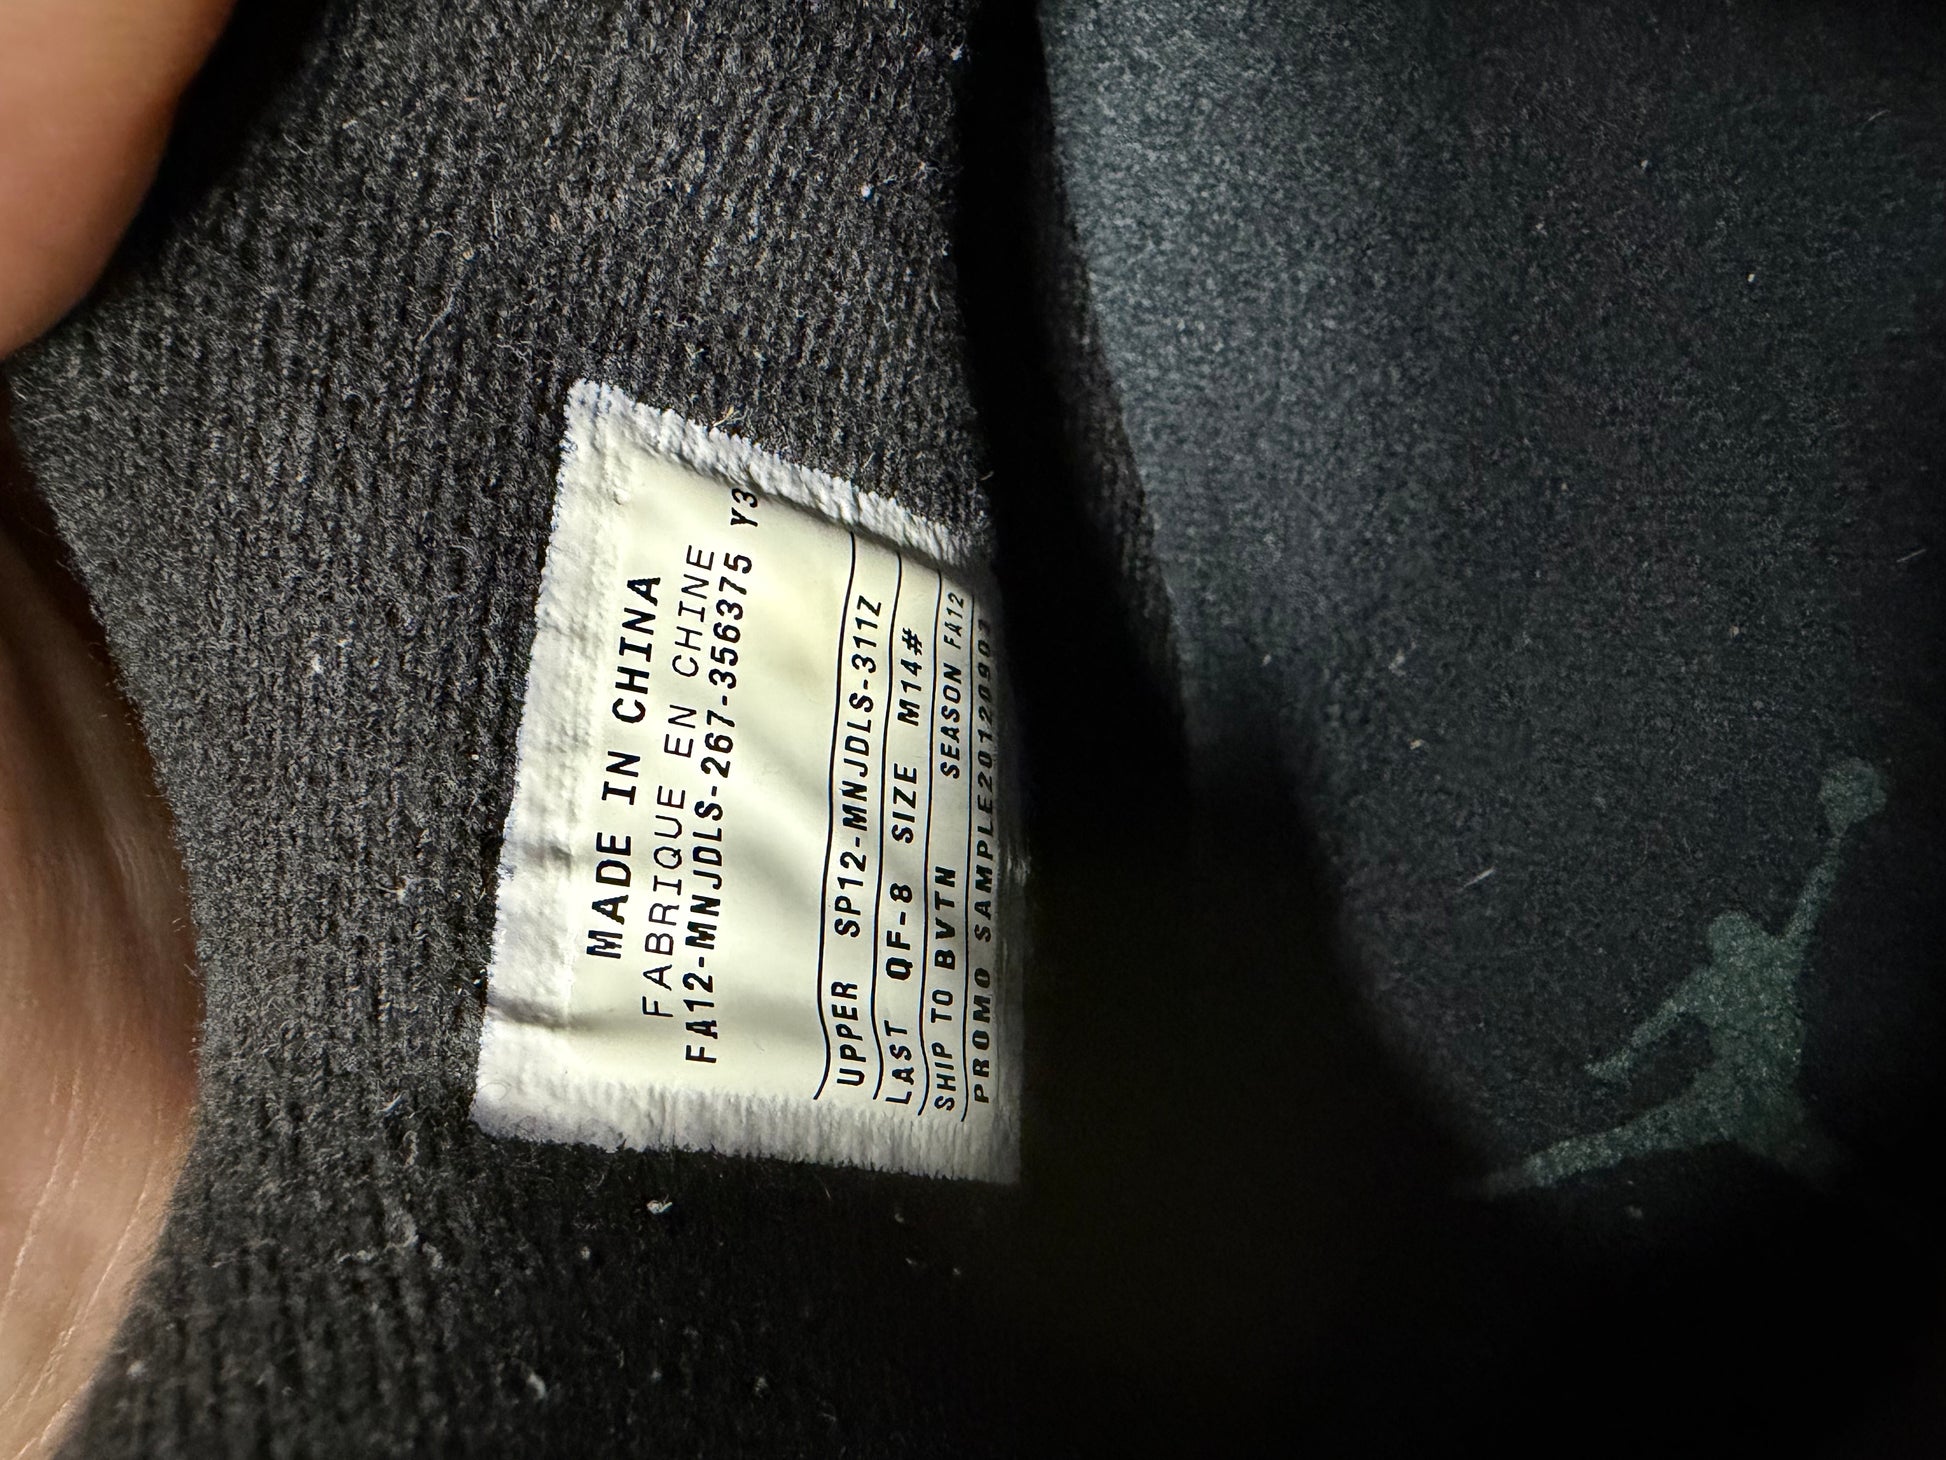 MADE IN CHINA
FABRIQUE EN CHINE
FA12-MNJDLS-267-356375 Y3
UPPER SP12-MNJDLS-311Z
LAST QF-8 SIZE M14#
SHIP TO BVTN SEASON FA12
PROMO SAMPLE20120901